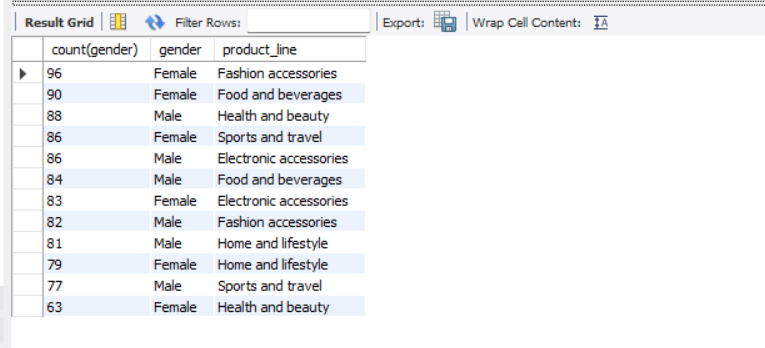 Result Grid Filter Rows: Export: Wrap Cell Content: IA
count(gender) gender product_line
96 Female Fashion accessories
90 Female Food and beverages
88 Male Health and beauty
86 Female Sports and travel
86 Male Electronic accessories
84 Male Food and beverages
83 Female Electronic accessories
82 Male Fashion accessories
81 Male Home and lifestyle
79 Female Home and lifestyle
77 Male Sports and travel
63 Female Health and beauty